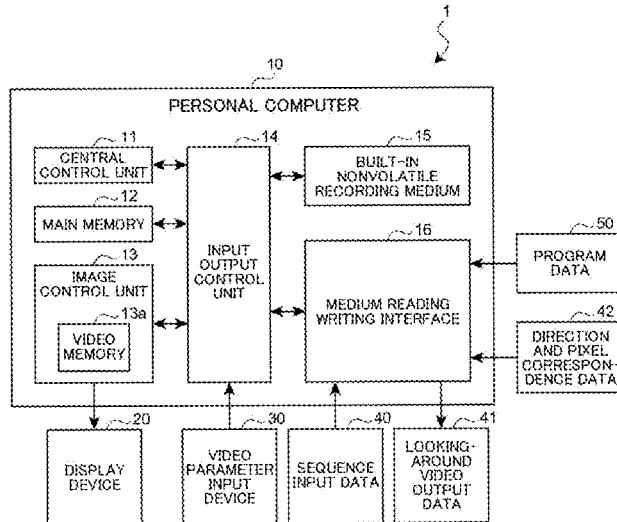 1
10
PERSONAL COMPUTER
11
CENTRAL
CONTROL UNIT
12
MAIN MEMORY
13
IMAGE
CONTROL UNIT
13a
VIDEO
MEMORY
14
INPUT
OUTPUT
CONTROL
UNIT
15
BUILT-IN
NONVOLATILE
RECORDING MEDIUM
16
MEDIUM READING
WRITING INTERFACE
50
PROGRAM
DATA
42
DIRECTION
AND PIXEL
CORRESPON-
DENCE DATA
20
DISPLAY
DEVICE
30
VIDEO
PARAMETER
INPUT
DEVICE
40
SEQUENCE
INPUT DATA
41
LOOKING-
AROUND
VIDEO
OUTPUT
DATA